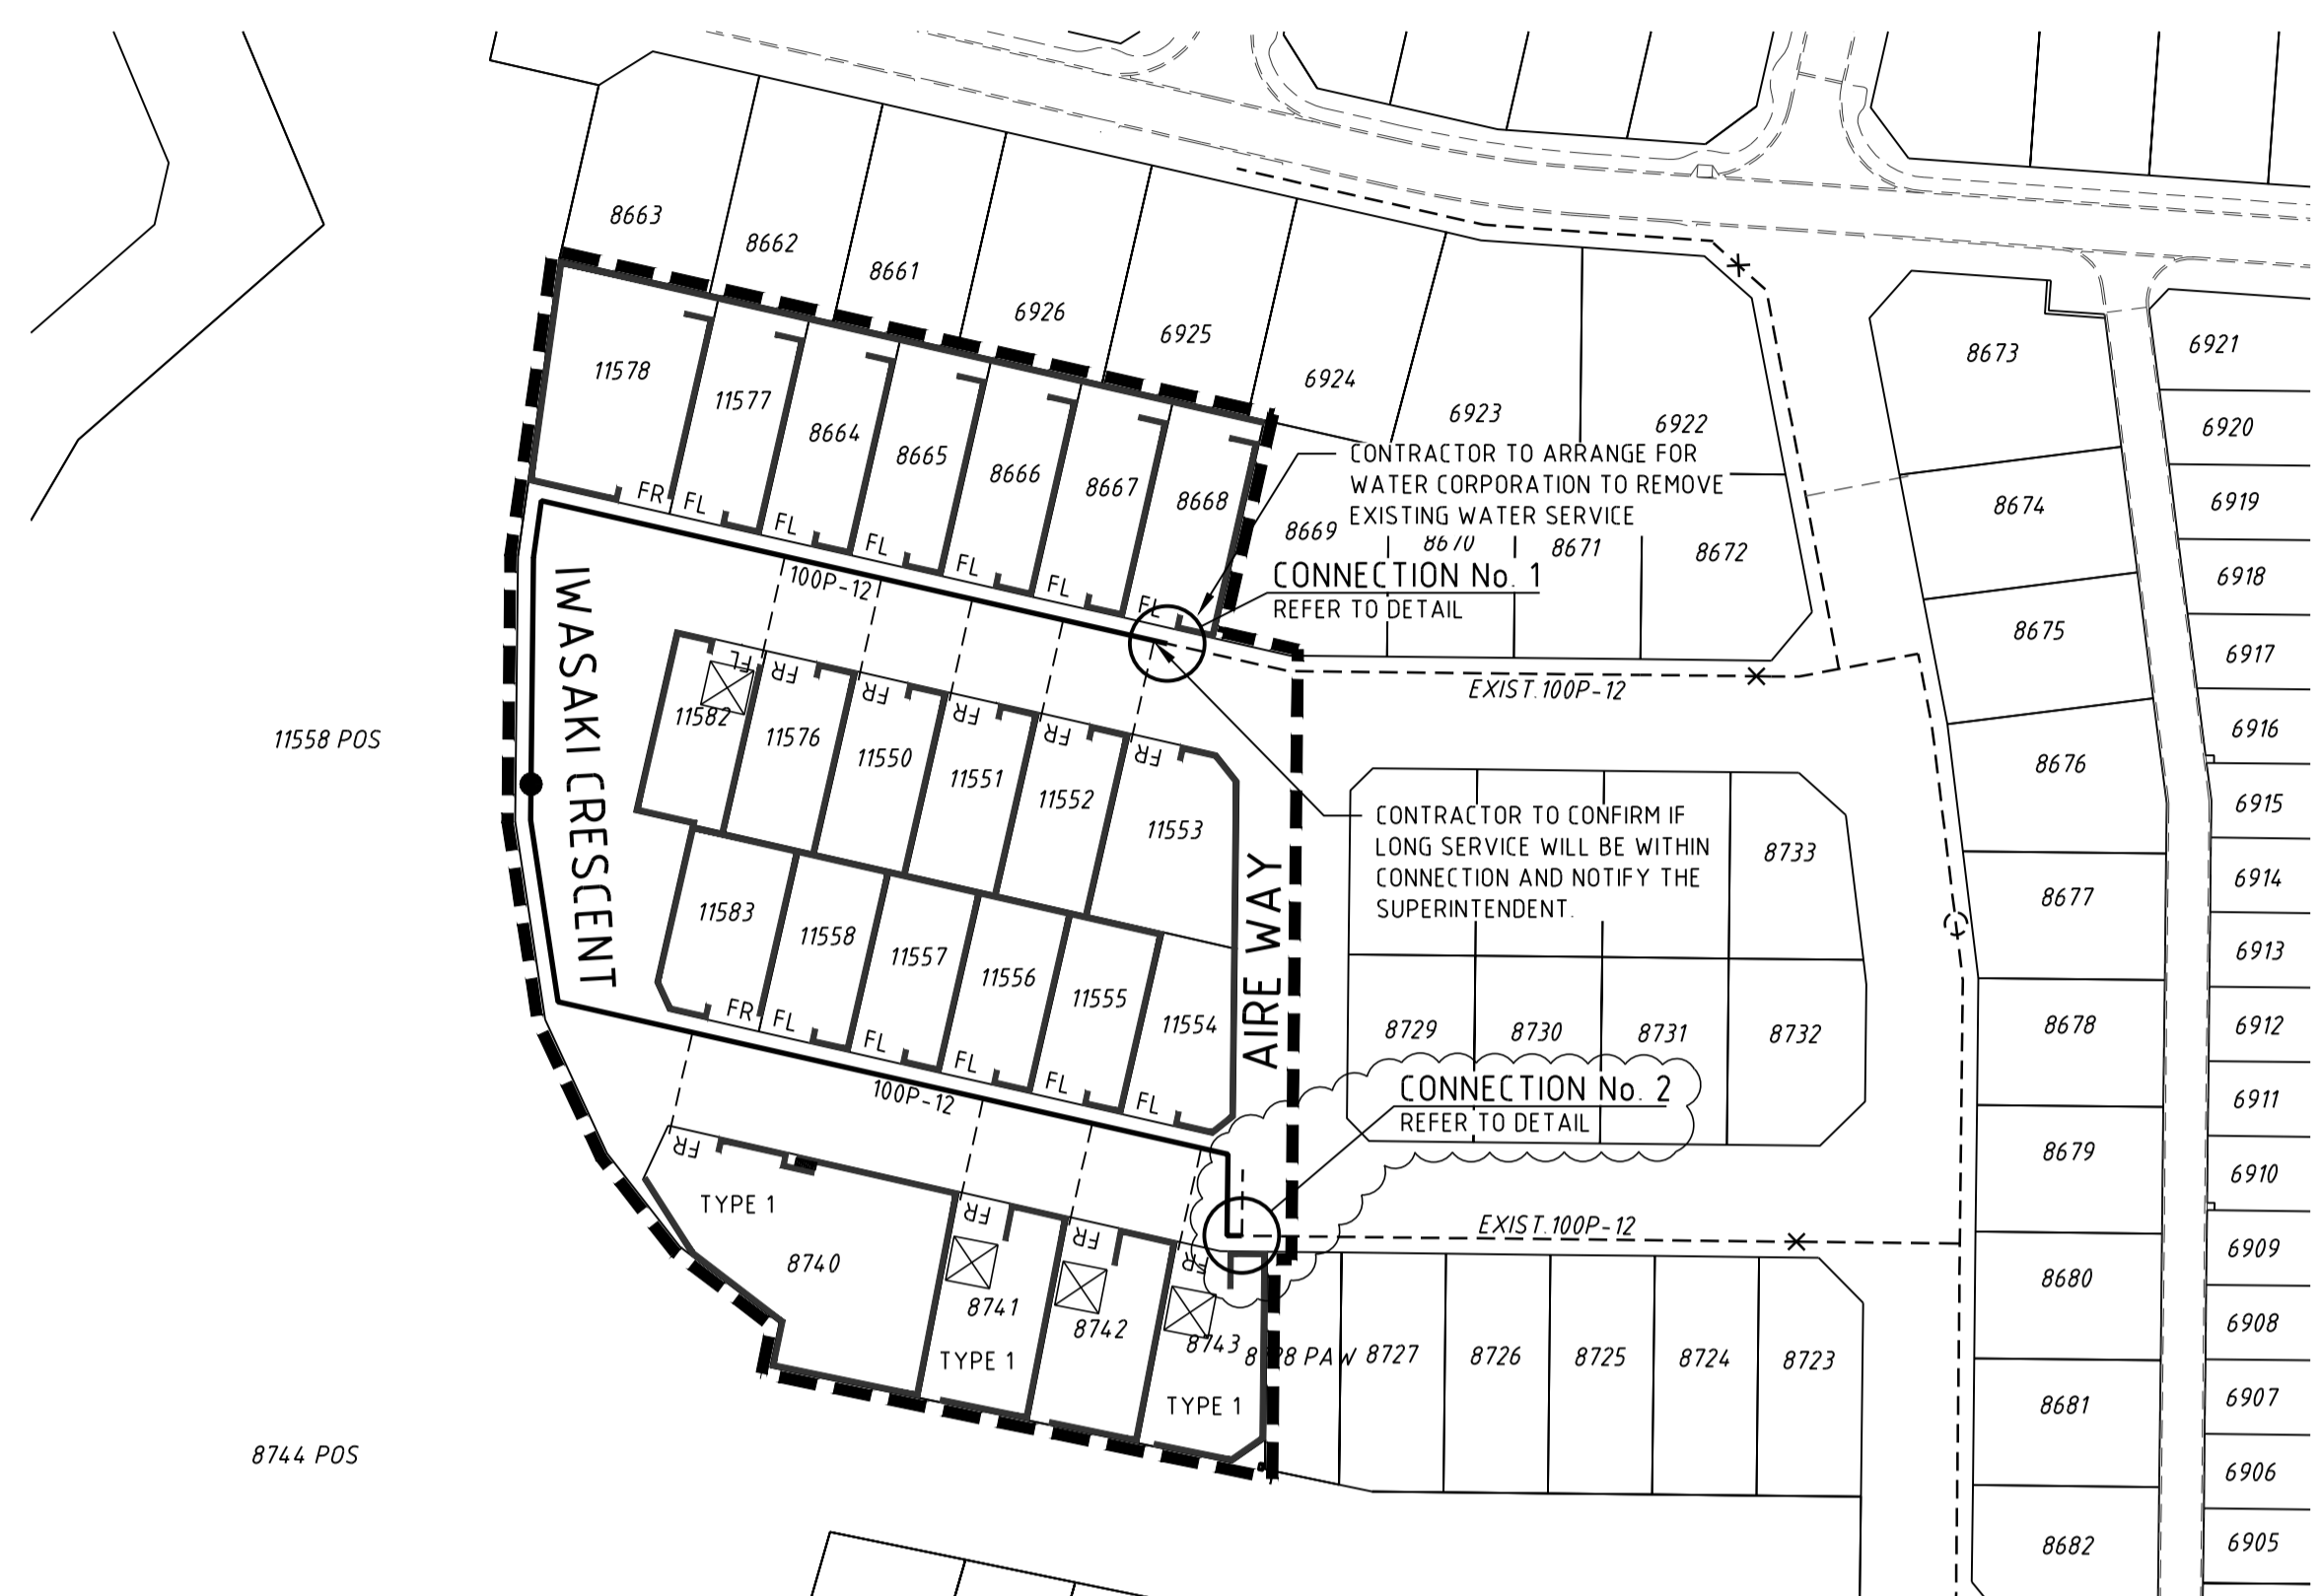 8663
8662
8661
6926
6925
6924
6923
6922
8673
6921
6920
6919
6918
6917
6916
6915
6914
6913
6912
6911
6910
6909
6908
6907
6906
6905
8674
8675
8676
8677
8678
8679
8680
8681
8682
11578
11577
8664
8665
8666
8667
8668
8669
8670
8671
8672
FR
FL
FL
FL
FL
FL
FL
CONTRACTOR TO ARRANGE FOR
WATER CORPORATION TO REMOVE
EXISTING WATER SERVICE
CONNECTION No. 1
REFER TO DETAIL
100P-12
EXIST.100P-12
IWASAKI CRESCENT
11558 POS
FL
FR
FR
FR
FR
FR
11582
11576
11550
11551
11552
11553
CONTRACTOR TO CONFIRM IF
LONG SERVICE WILL BE WITHIN
CONNECTION AND NOTIFY THE
SUPERINTENDENT.
8733
11583
11558
11557
11556
11555
11554
AIRE WAY
8729
8730
8731
8732
FR
FL
FL
FL
FL
FL
100P-12
CONNECTION No. 2
REFER TO DETAIL
EXIST.100P-12
FR
FR
FR
FR
TYPE 1
8740
8741
TYPE 1
8742
8743
TYPE 1
PAW
8727
8726
8725
8724
8723
8744 POS